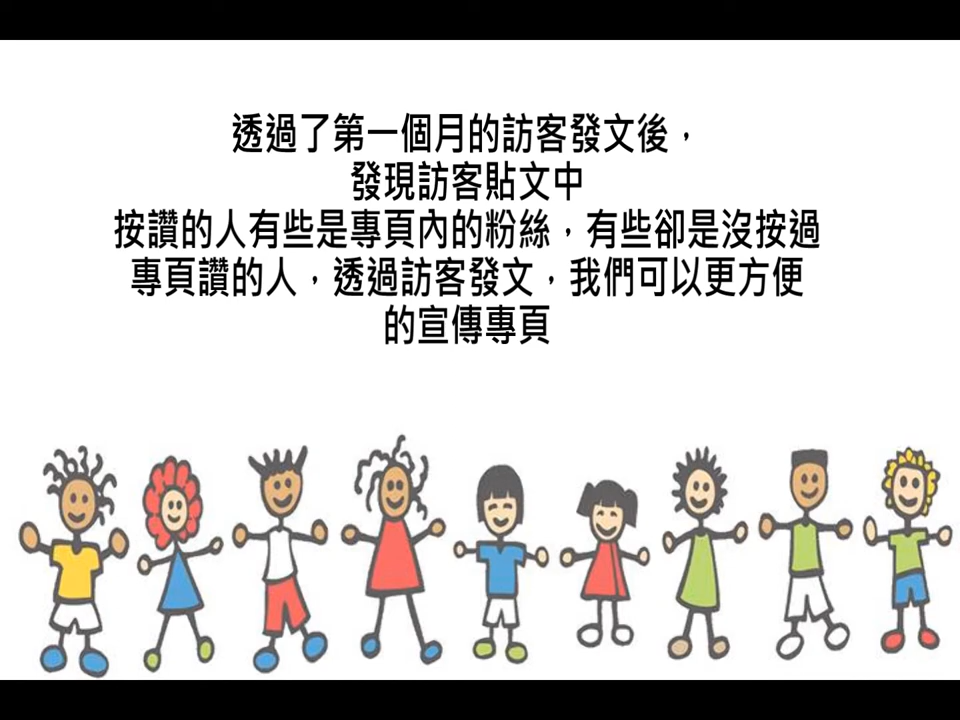 透過了第一個月的訪客發文後，
發現訪客貼文中
按讚的人有些是專頁內的粉絲，有些卻是沒按過
專頁讚的人，透過訪客發文，我們可以更方便
的宣傳專頁